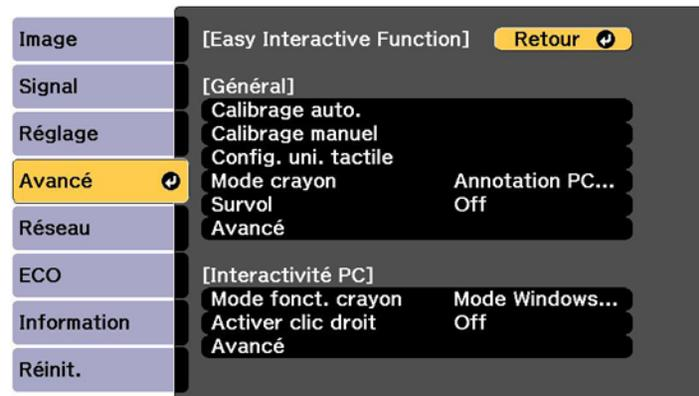 Image
Signal
Réglage
Avancé
Réseau
ECO
Information
Réinit.
[Easy Interactive Function] Retour
[Général]
Calibrage auto.
Calibrage manuel
Config. uni. tactile
Mode crayon Annotation PC...
Survol Off
Avancé
[Interactivité PC]
Mode fonct. crayon Mode Windows...
Activer clic droit Off
Avancé